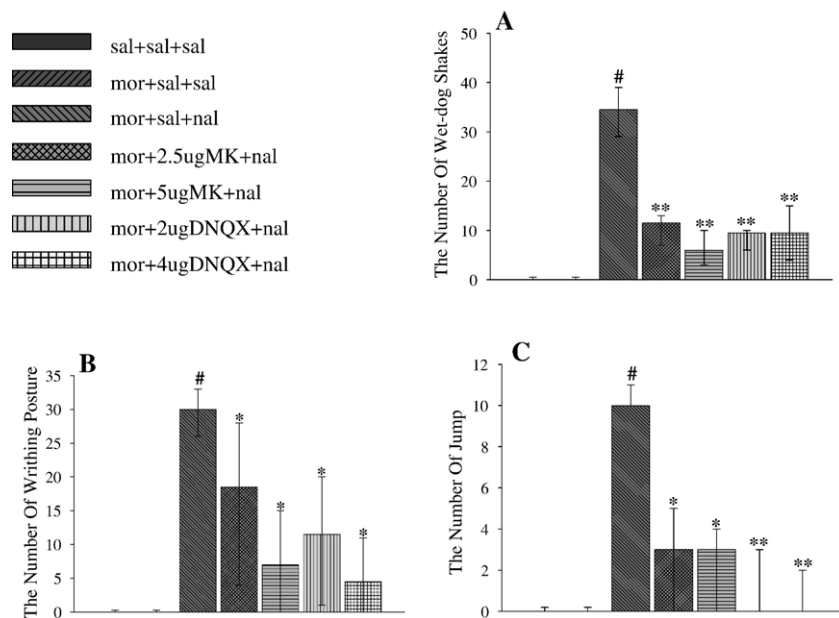 sal+sal+sal
mor+sal+sal
mor+sal+nal
mor+2.5ugMK+nal
mor+5ugMK+nal
mor+2ugDNQX+nal
mor+4ugDNQX+nal
A
The Number Of Wet-dog Shakes
50
40
30
20
10
0
#
**
**
**
**
B
The Number Of Writhing Posture
35
30
25
20
15
10
5
0
#
*
*
*
*
C
The Number Of Jump
12
10
8
6
4
2
0
#
*
*
**
**